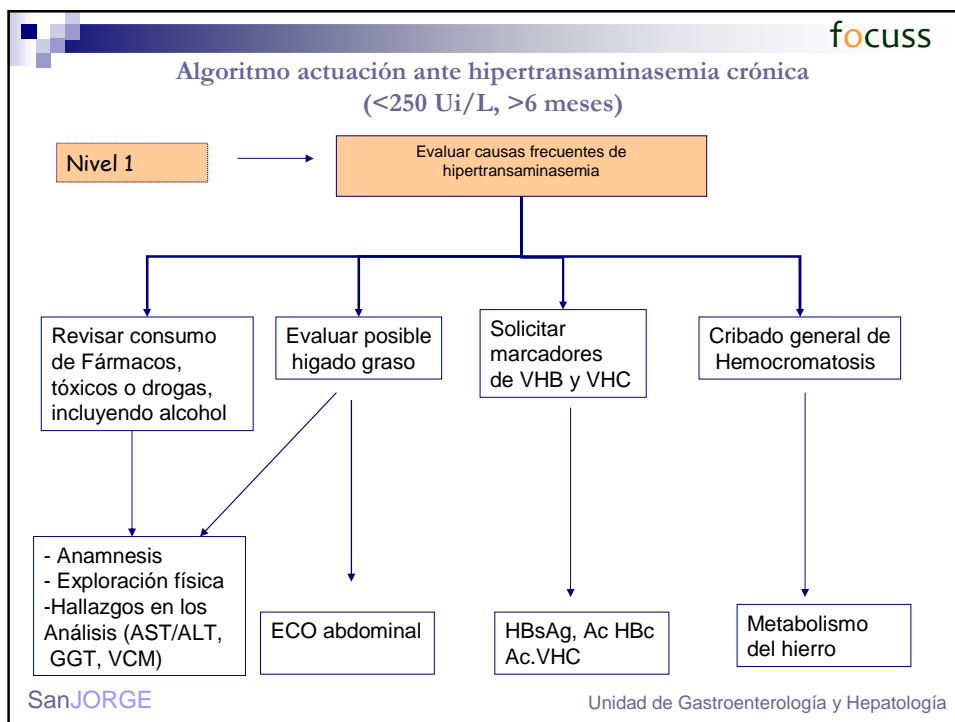 focuss
Algoritmo actuación ante hipertransaminasemia crónica
(<250 Ui/L, >6 meses)
Nivel 1
Evaluar causas frecuentes de
hipertransaminasemia
Revisar consumo
de Fármacos,
tóxicos o drogas,
incluyendo alcohol
Evaluar posible
higado graso
Solicitar
marcadores
de VHB y VHC
Cribado general de
Hemocromatosis
- Anamnesis
- Exploración física
-Hallazgos en los
Análisis (AST/ALT,
GGT, VCM)
ECO abdominal
HBsAg, Ac HBc
Ac.VHC
Metabolismo
del hierro
SanJORGE
Unidad de Gastroenterología y Hepatología